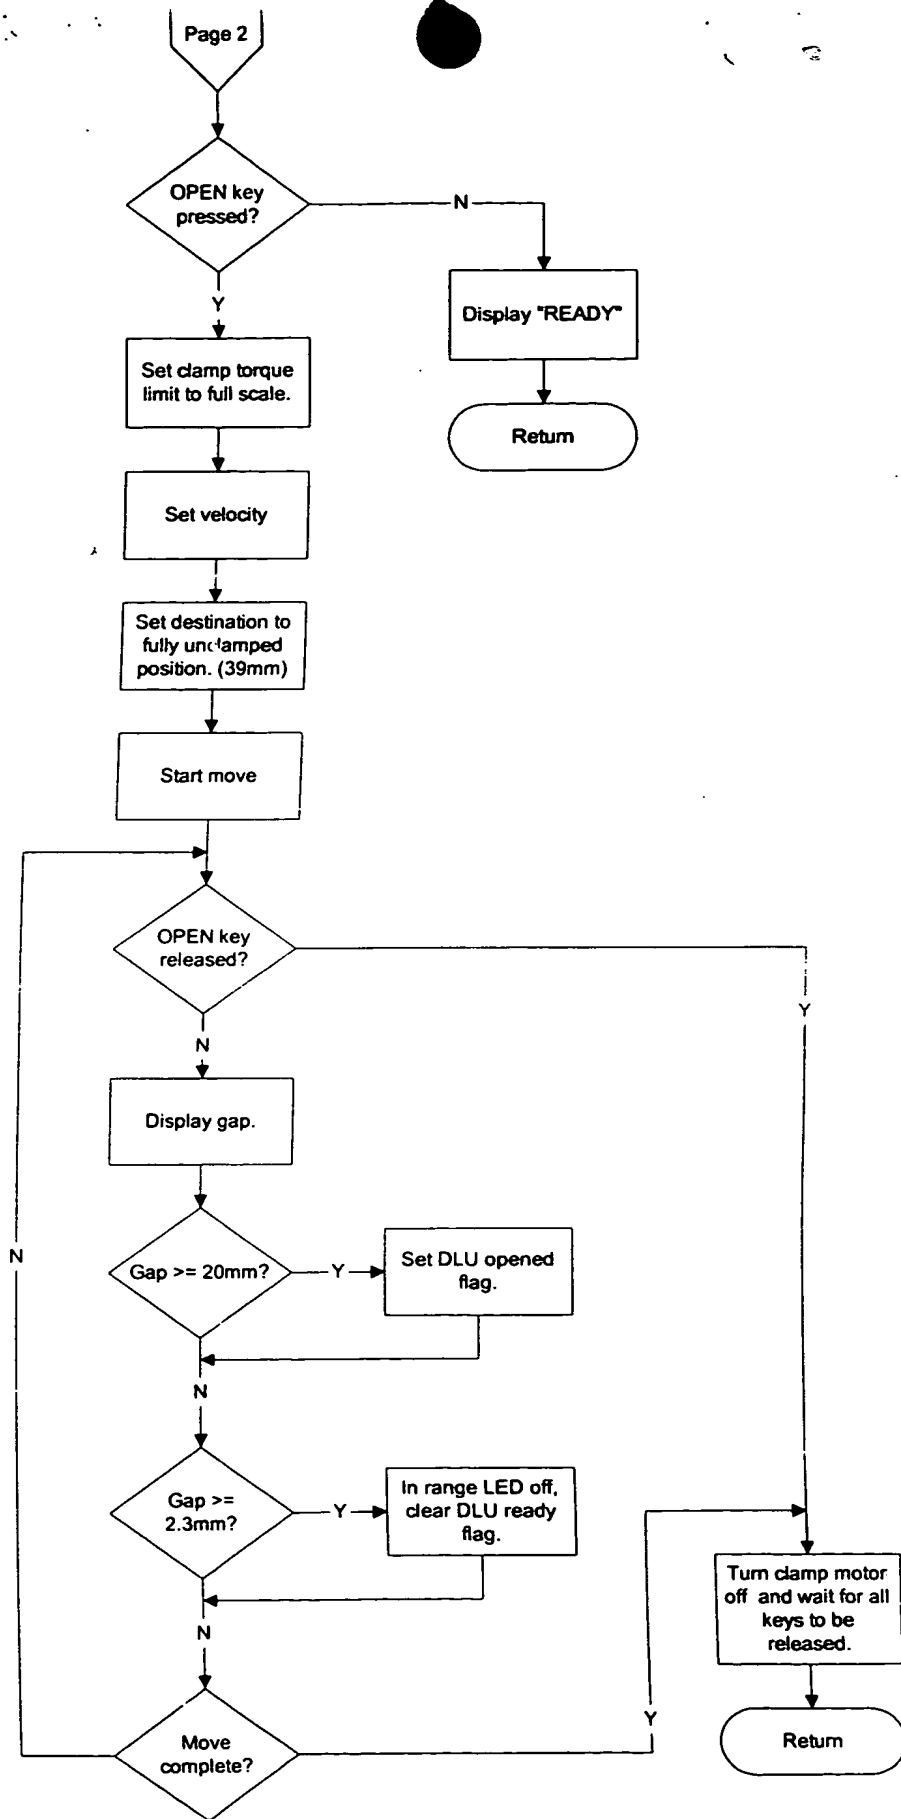 Page 2
OPEN key
pressed?
N
Y
Display "READY"
Set clamp torque
limit to full scale.
Return
Set velocity
Set destination to
fully unclamped
position. (39mm)
Start move
OPEN key
released?
Y
N
Display gap.
N
Gap >= 20mm?
Y
Set DLU opened
flag.
N
Gap >=
2.3mm?
Y
In range LED off,
clear DLU ready
flag.
N
Turn clamp motor
off and wait for all
keys to be
released.
Move
complete?
Y
Return